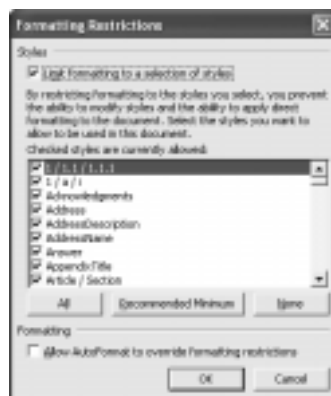 Formatting Restrictions
Styles
Limit formatting to a selection of styles
By restricting formatting to the styles you select, you prevent
the ability to modify styles and the ability to apply direct
formatting to the document. Select the styles you want to
allow to be used in this document.
Checked styles are currently allowed:
1 / 1.1 / 1.1.1
1 / a / i
Acknowledgments
Address
AddressDescription
AddressName
Answer
AppendixTitle
Article / Section
All Recommended Minimum None
Formatting
Allow AutoFormat to override formatting restrictions
OK Cancel